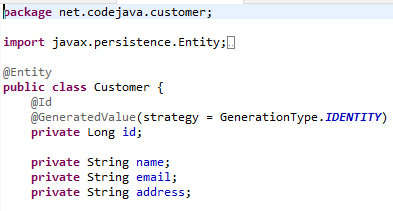 package net.codejava.customer;
import javax.persistence.Entity;
@Entity
public class Customer {
@Id
@GeneratedValue(strategy = GenerationType.IDENTITY)
private Long id;
private String name;
private String email;
private String address;